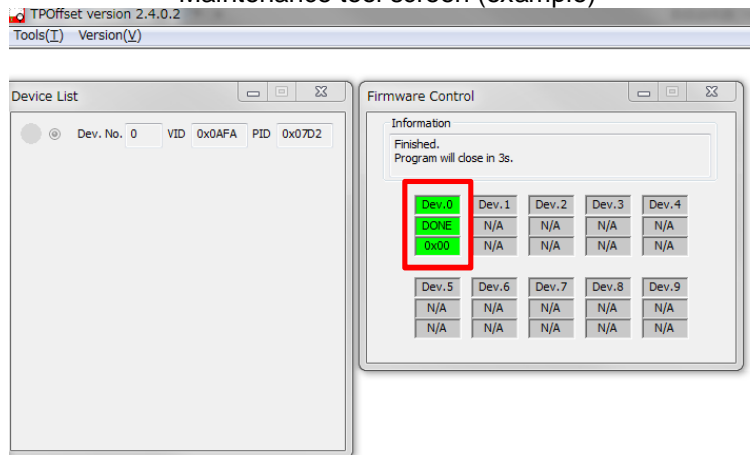 Maintenance tool screen (example)
TPOffset version 2.4.0.2
Tools(T) Version(V)
Device List
Dev. No. 0 VID 0x0AFA PID 0x07D2
Firmware Control
Information
Finished.
Program will close in 3s.
Dev.0 Dev.1 Dev.2 Dev.3 Dev.4
DONE N/A N/A N/A N/A
0x00 N/A N/A N/A N/A
Dev.5 Dev.6 Dev.7 Dev.8 Dev.9
N/A N/A N/A N/A N/A
N/A N/A N/A N/A N/A